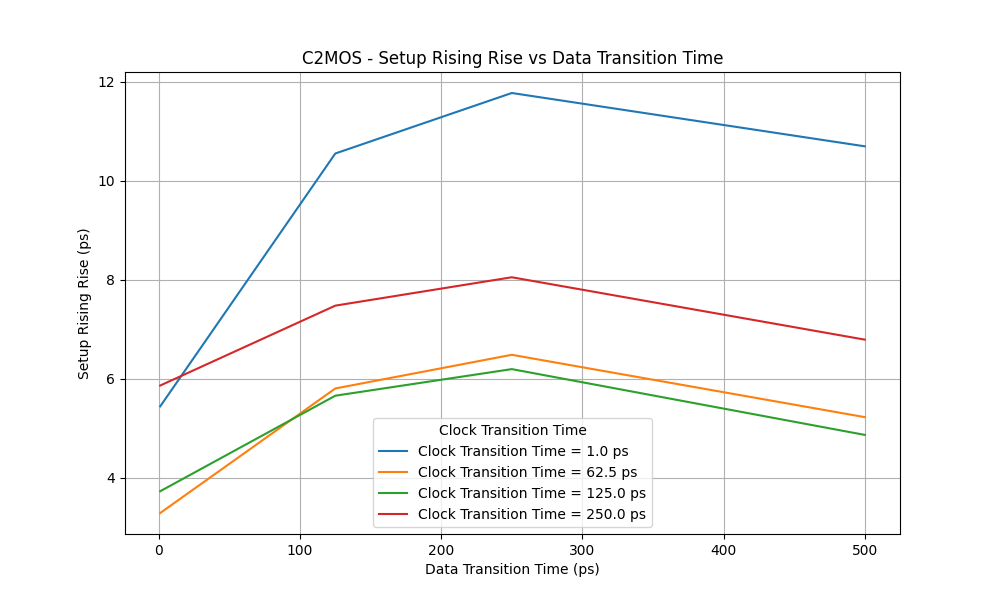 C2MOS - Setup Rising Rise vs Data Transition Time
Setup Rising Rise (ps)
12
10
8
6
4
Clock Transition Time
Clock Transition Time = 1.0 ps
Clock Transition Time = 62.5 ps
Clock Transition Time = 125.0 ps
Clock Transition Time = 250.0 ps
0 100 200 300 400 500
Data Transition Time (ps)